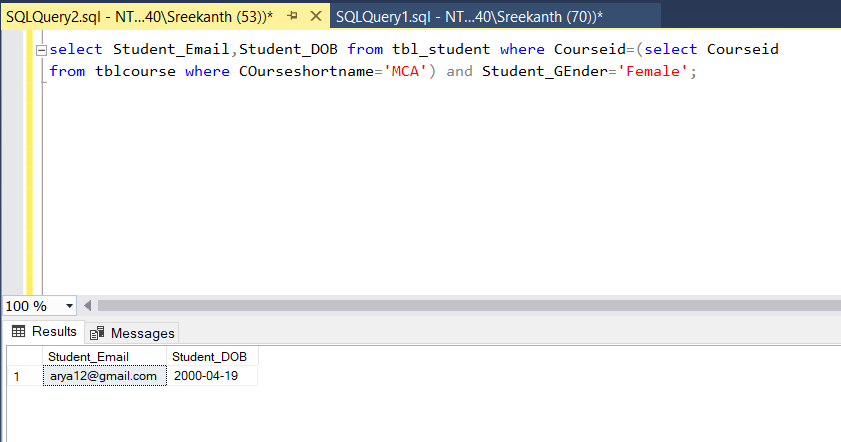 SQLQuery2.sql - NT...40\Sreekanth (53))* SQLQuery1.sql - NT...40\Sreekanth (70))*
select Student_Email,Student_DOB from tbl_student where Courseid=(select Courseid
from tblcourse where COurseshortname='MCA') and Student_GEnder='Female';
100 %
Results Messages
Student_Email Student_DOB
1 arya12@gmail.com 2000-04-19